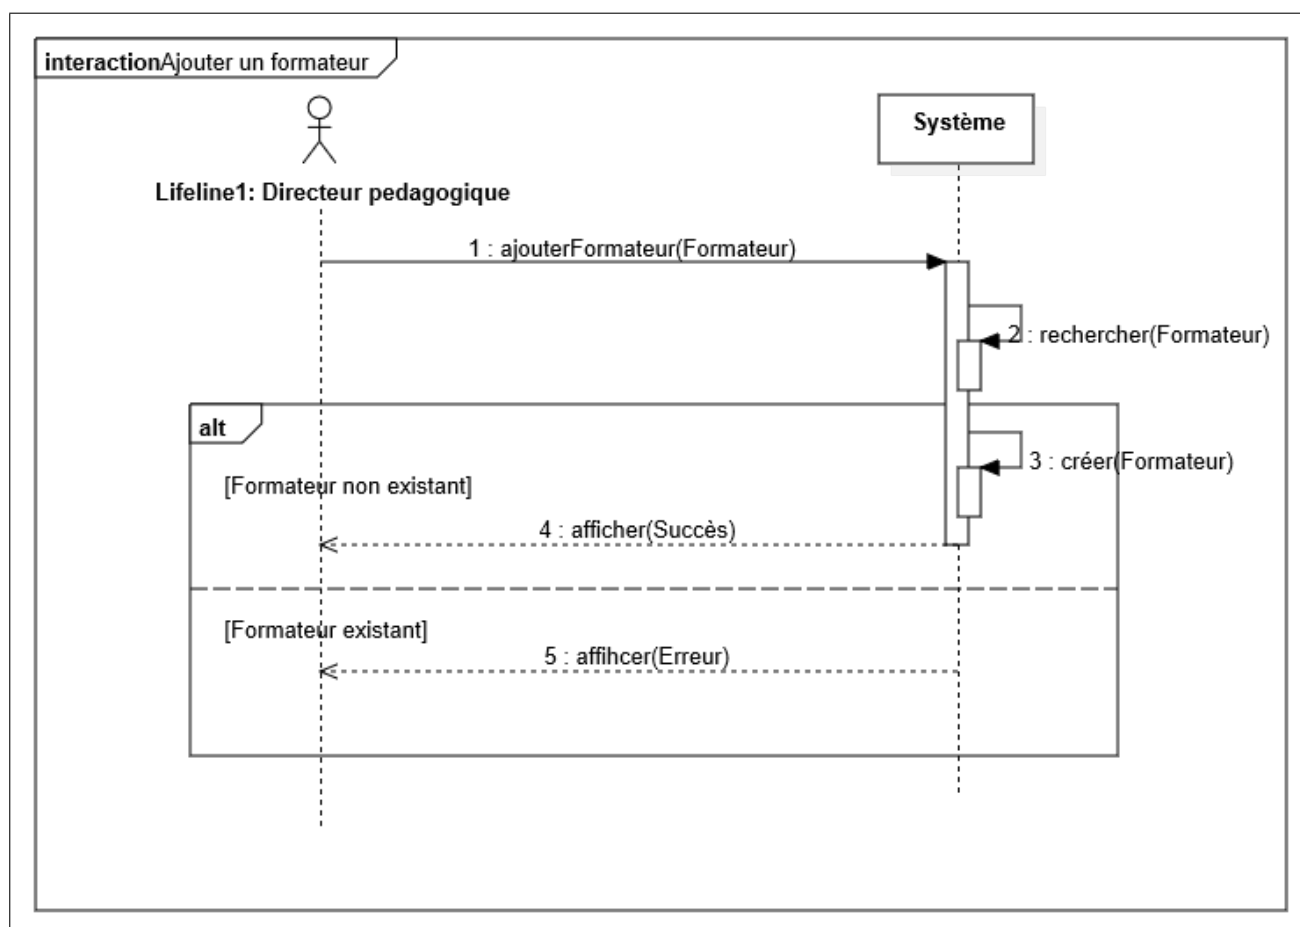 interactionAjouter un formateur
Système
Lifeline1: Directeur pedagogique
1 : ajouterFormateur(Formateur)
2 : rechercher(Formateur)
alt
3 : créer(Formateur)
[Formateur non existant]
4 : afficher(Succès)
[Formateur existant]
5 : affihcer(Erreur)